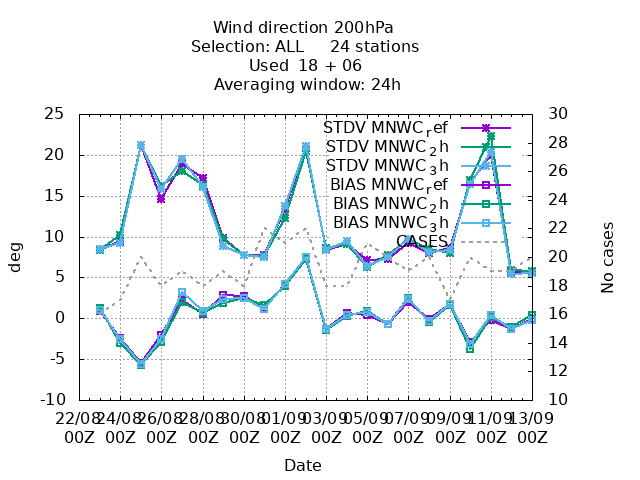 Wind direction 200hPa
Selection: ALL 24 stations
Used 18 + 06
Averaging window: 24h
25
20
15
10
5
0
-5
-10
deg
30
28
26
24
22
20
18
16
14
12
10
No cases
STDV MNWC_ref
STDV MNWC_2h
STDV MNWC_3h
BIAS MNWC_ref
BIAS MNWC_2h
BIAS MNWC_3h
CASES
22/08 24/08 26/08 28/08 30/08 01/09 03/09 05/09 07/09 09/09 11/09 13/09
00Z 00Z 00Z 00Z 00Z 00Z 00Z 00Z 00Z 00Z 00Z 00Z
Date